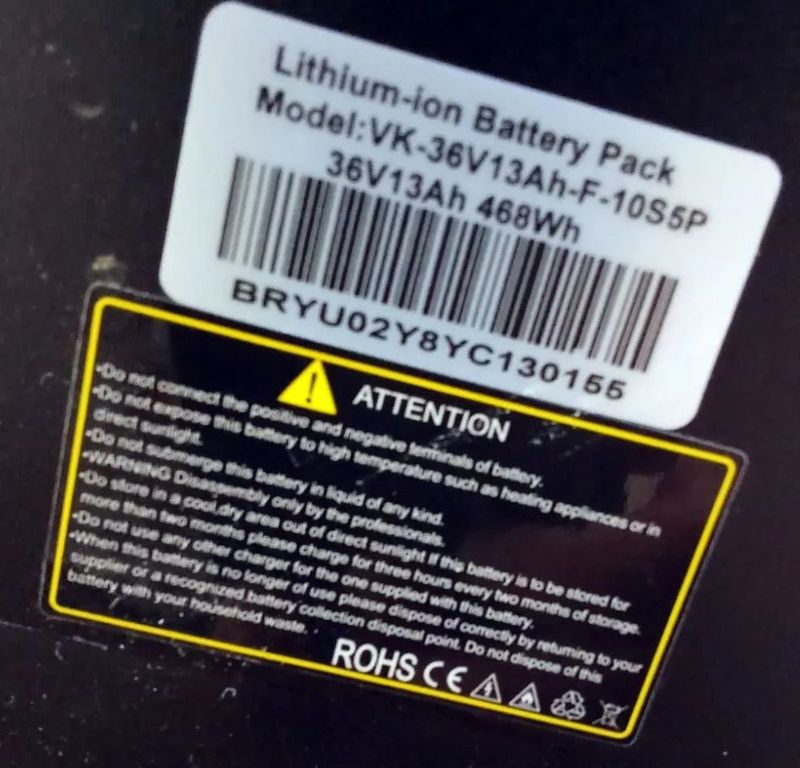 Lithium-ion Battery Pack
Model:VK-36V13Ah-F-10S5P
36V13Ah 468Wh
BRYU02Y8YC130155
ATTENTION
•Do not connect the positive and negative terminals of battery.
•Do not expose this battery to high temperature such as heating appliances or in
direct sunlight.
•Do not submerge this battery in liquid of any kind.
•WARNING Disassembly only by the professionals.
•Do store in a cool,dry area out of direct sunlight If this battery is to be stored for
more than two months please charge for three hours every two months of storage.
•Do not use any other charger for the one supplied with this battery.
•When this battery is no longer of use please dispose of correctly by returning to your
supplier or a recognized battery collection disposal point. Do not dispose of this
battery with your household waste.
ROHS CE